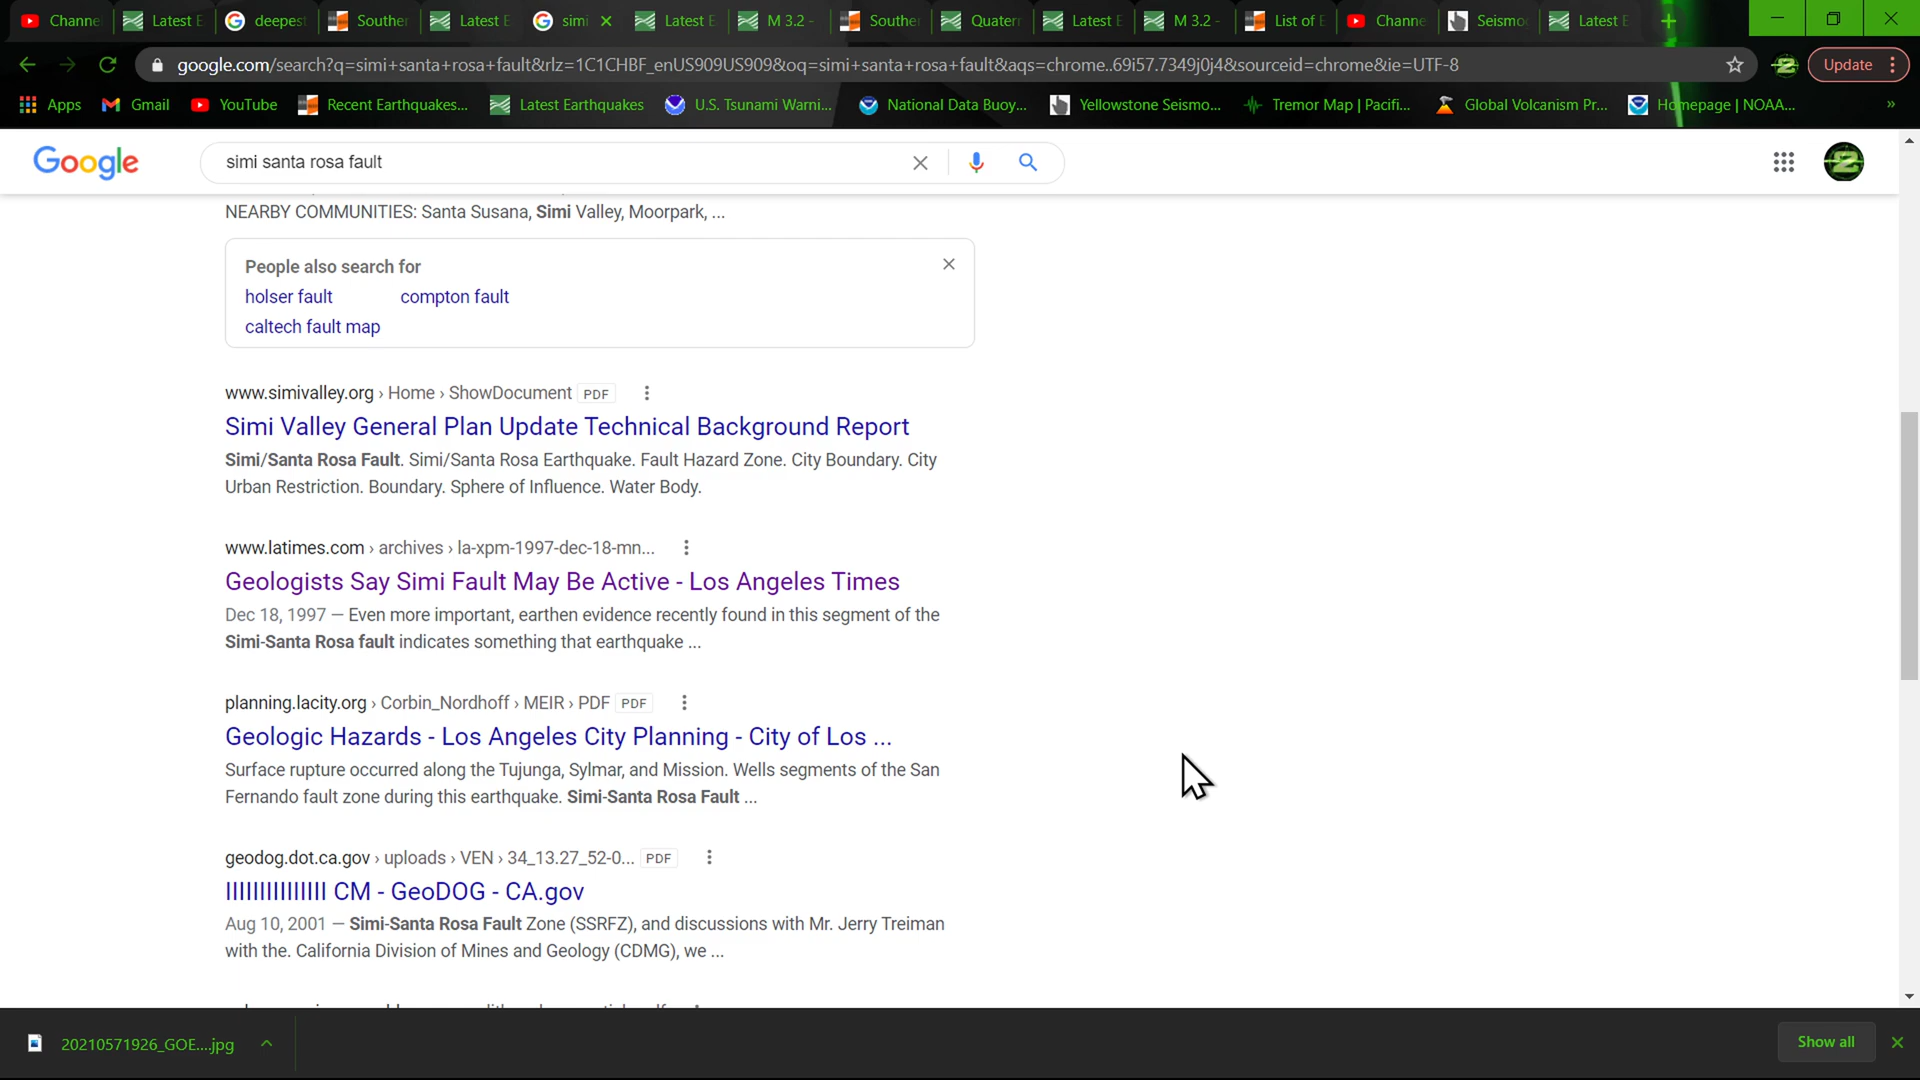 Channe
Latest E
deepest
Souther
Latest E
simi
Latest E
M 3.2 -
Souther
Quatern
Latest E
M 3.2 -
List of E
Channe
Seismo
Latest E
google.com/search?q=simi+santa+rosa+fault&rlz=1C1CHBF_enUS909US909&oq=simi+santa+rosa+fault&aqs=chrome..69i57.7349j0j4&sourceid=chrome&ie=UTF-8
Update
Apps
Gmail
YouTube
Recent Earthquakes...
Latest Earthquakes
U.S. Tsunami Warni...
National Data Buoy...
Yellowstone Seismo...
Tremor Map | Pacifi...
Global Volcanism Pr...
Homepage | NOAA...
»
Google
simi santa rosa fault
NEARBY COMMUNITIES: Santa Susana, Simi Valley, Moorpark, ...
People also search for
holser fault compton fault
caltech fault map
www.simivalley.org › Home › ShowDocument PDF
Simi Valley General Plan Update Technical Background Report
Simi/Santa Rosa Fault. Simi/Santa Rosa Earthquake. Fault Hazard Zone. City Boundary. City
Urban Restriction. Boundary. Sphere of Influence. Water Body.
www.latimes.com › archives › la-xpm-1997-dec-18-mn...
Geologists Say Simi Fault May Be Active - Los Angeles Times
Dec 18, 1997 — Even more important, earthen evidence recently found in this segment of the
Simi-Santa Rosa fault indicates something that earthquake ...
planning.lacity.org › Corbin_Nordhoff › MEIR › PDF PDF
Geologic Hazards - Los Angeles City Planning - City of Los ...
Surface rupture occurred along the Tujunga, Sylmar, and Mission. Wells segments of the San
Fernando fault zone during this earthquake. Simi-Santa Rosa Fault ...
geodog.dot.ca.gov › uploads › VEN › 34_13.27_52-0... PDF
IIIIIIIIIIIIIII CM - GeoDOG - CA.gov
Aug 10, 2001 — Simi-Santa Rosa Fault Zone (SSRFZ), and discussions with Mr. Jerry Treiman
with the. California Division of Mines and Geology (CDMG), we ...
20210571926_GOE....jpg
Show all